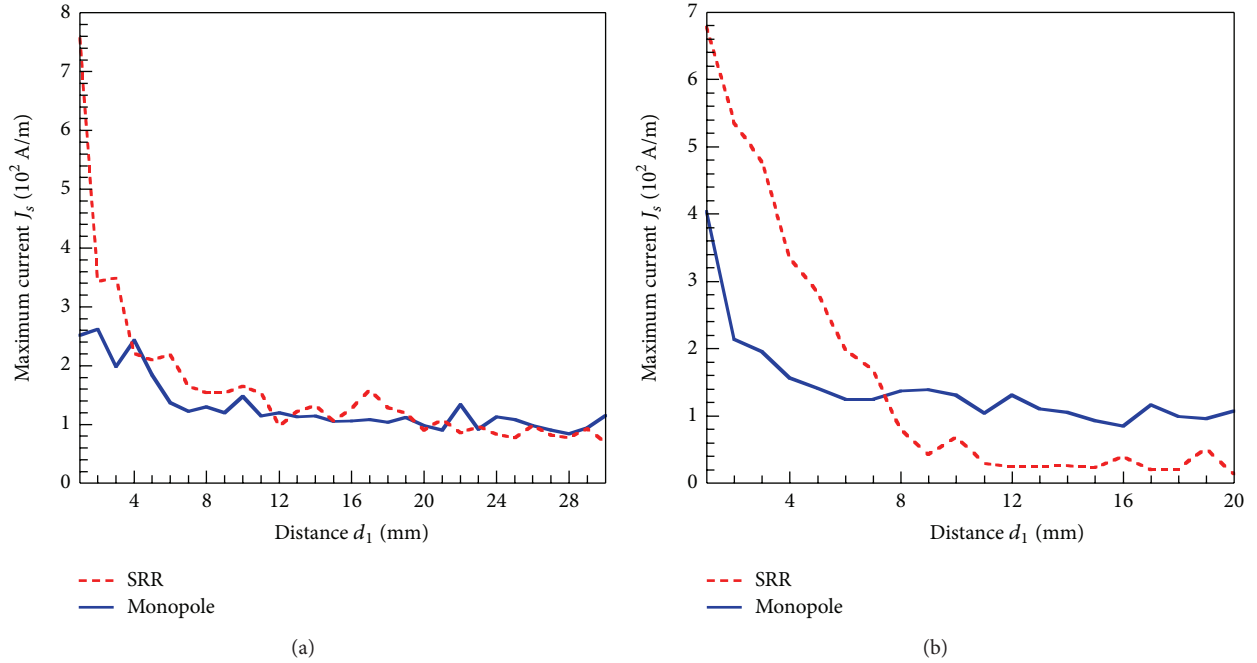 8
7
6
5
4
3
2
1
0
Maximum current J_s (10² A/m)
4 8 12 16 20 24 28
Distance d₁ (mm)
SRR
Monopole
(a)
7
6
5
4
3
2
1
0
Maximum current J_s (10² A/m)
4 8 12 16 20
Distance d₁ (mm)
SRR
Monopole
(b)